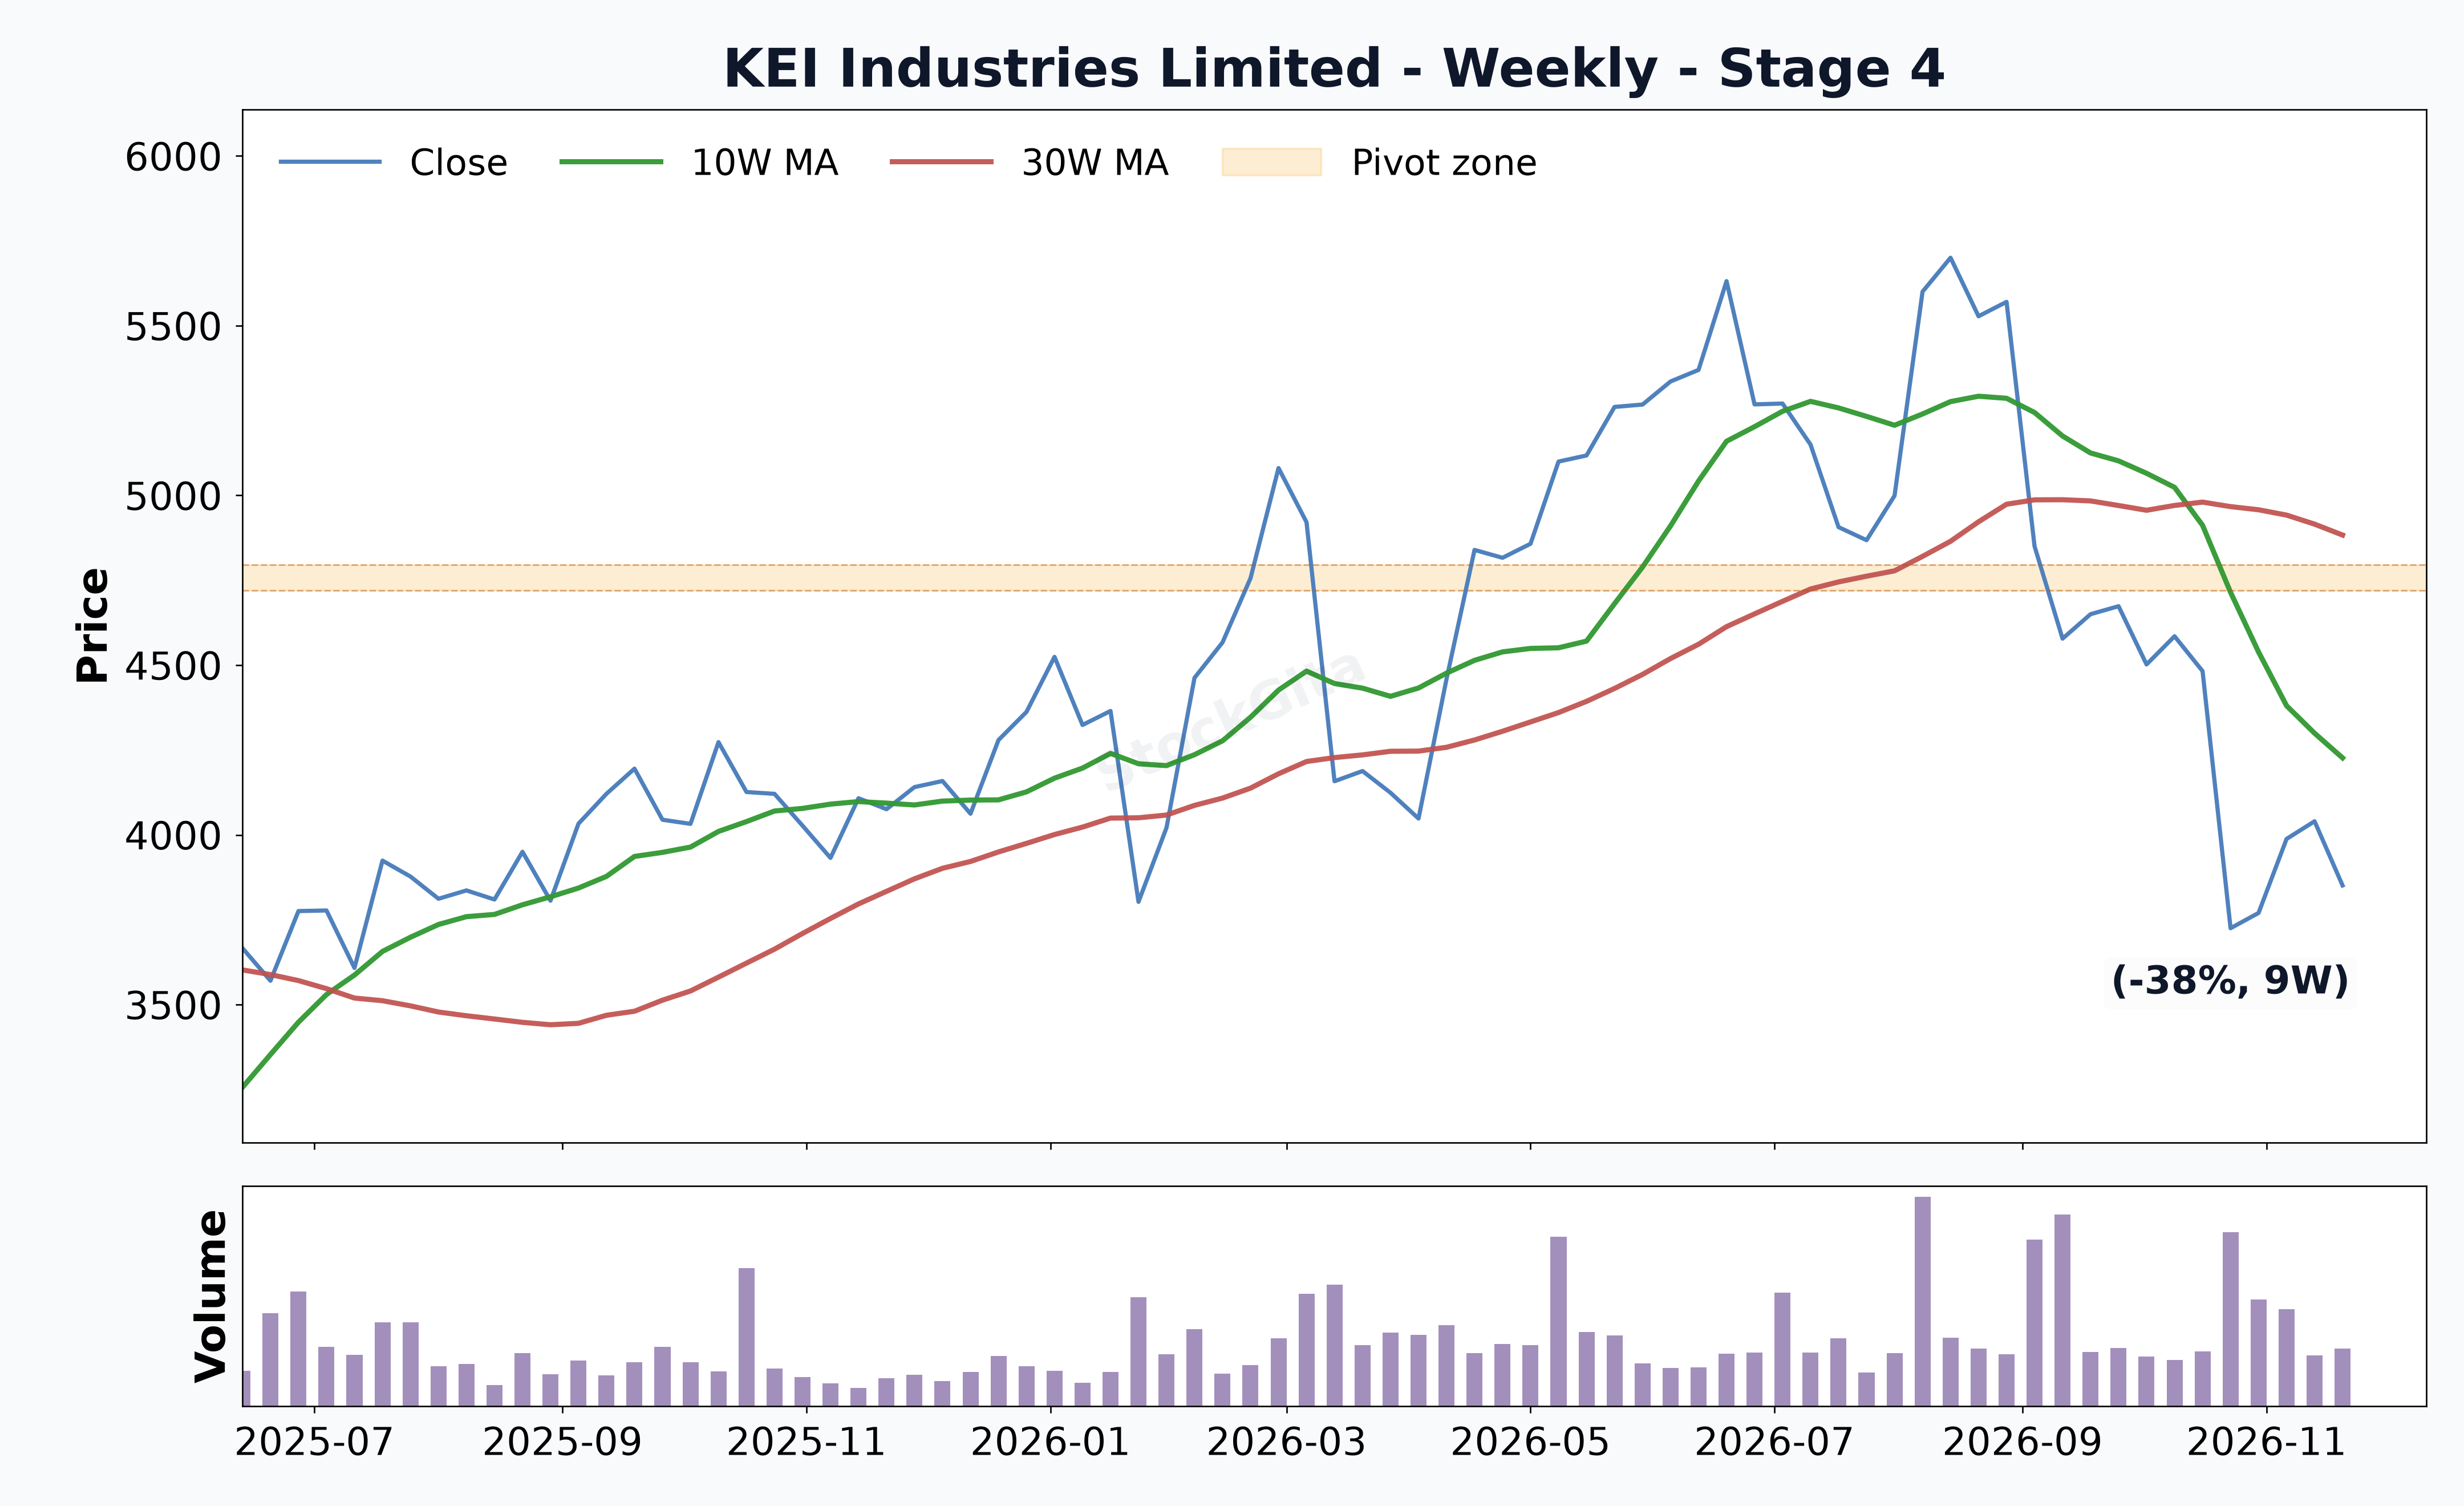 KEI Industries Limited - Weekly - Stage 4
Close 10W MA 30W MA Pivot zone
6000
5500
5000
4500
4000
3500
Price
StockGita
(-38%, 9W)
Volume
2025-07 2025-09 2025-11 2026-01 2026-03 2026-05 2026-07 2026-09 2026-11